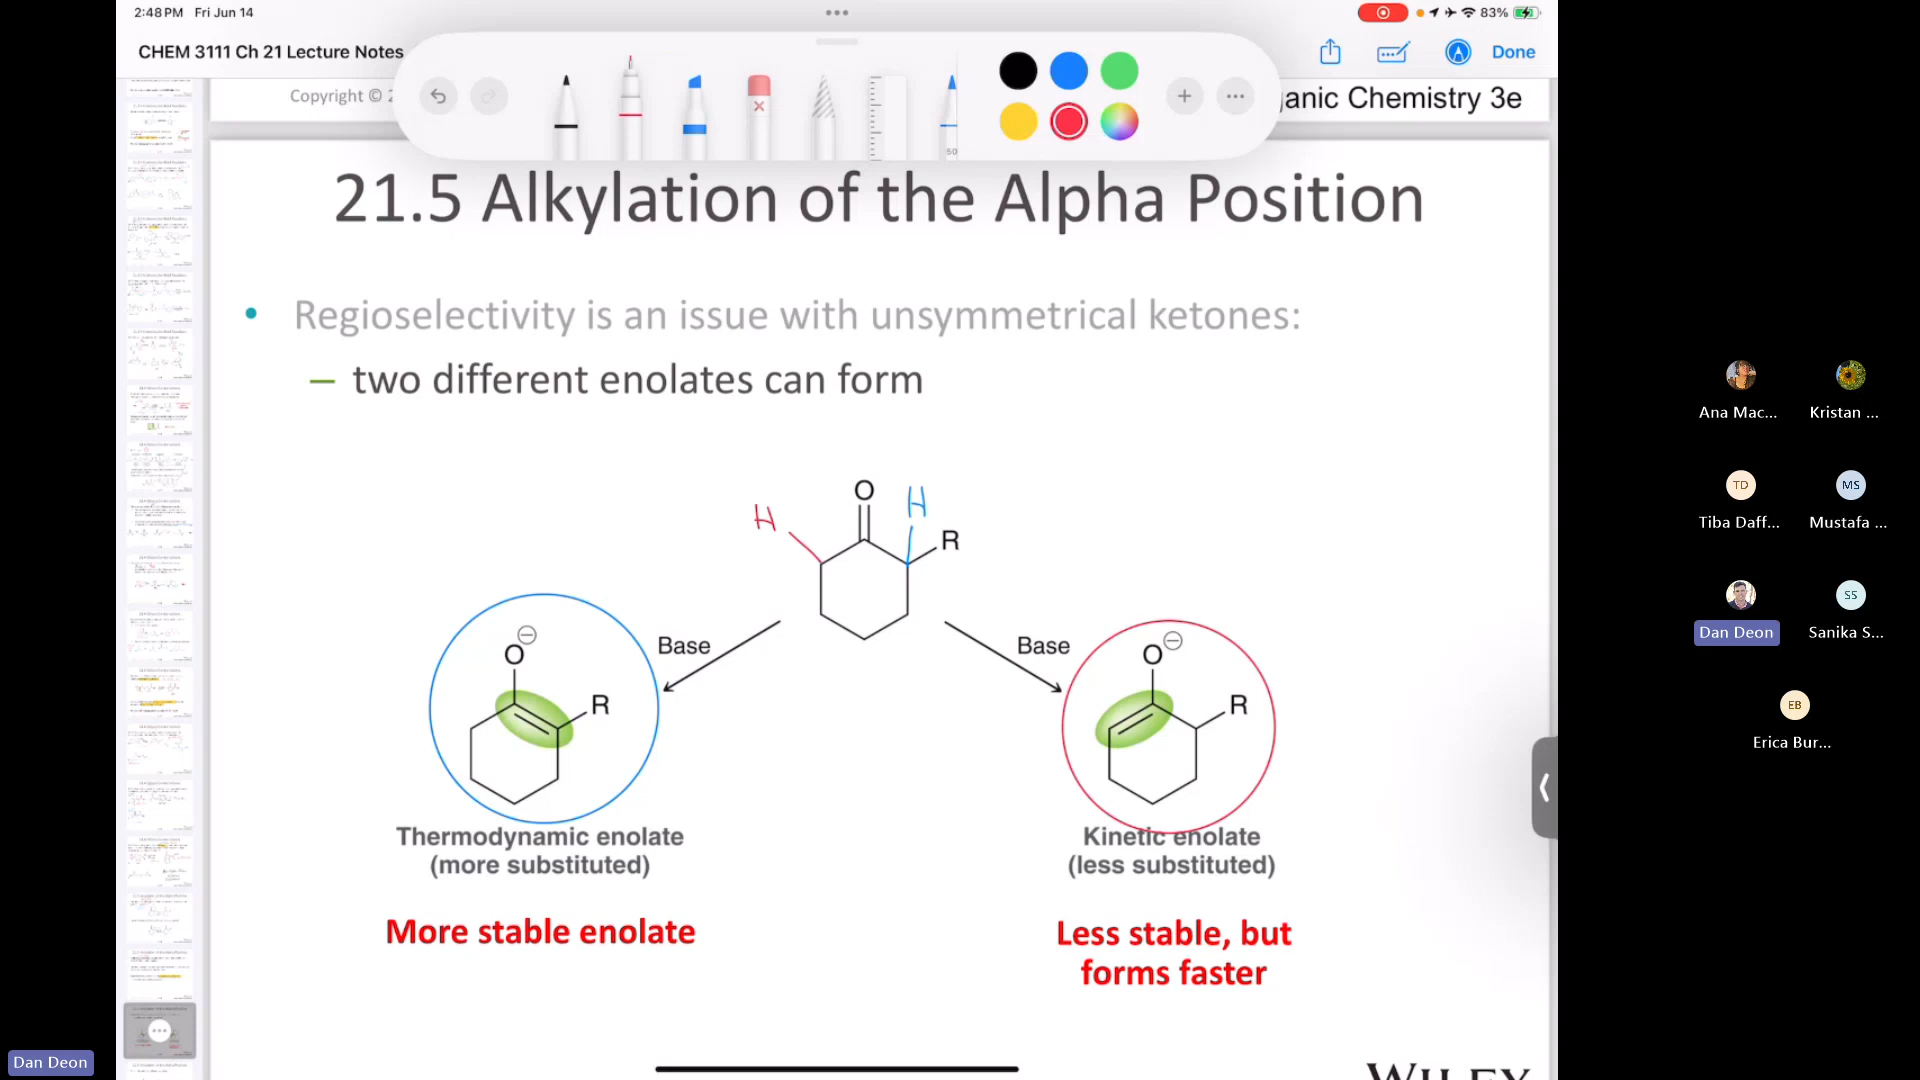 2:48 PM Fri Jun 14
83%
CHEM 3111 Ch 21 Lecture Notes
Done
Copyright ©
ganic Chemistry 3e
50
21.5 Alkylation of the Alpha Position
• Regioselectivity is an issue with unsymmetrical ketones:
– two different enolates can form
O H
H R
Base Base
⊖ ⊖
O O
R R
Thermodynamic enolate
(more substituted)
Kinetic enolate
(less substituted)
More stable enolate
Less stable, but
forms faster
WILEY
Ana Mac... Kristan ...
TD MS
Tiba Daff... Mustafa ...
SS
Dan Deon Sanika S...
EB
Erica Bur...
Dan Deon